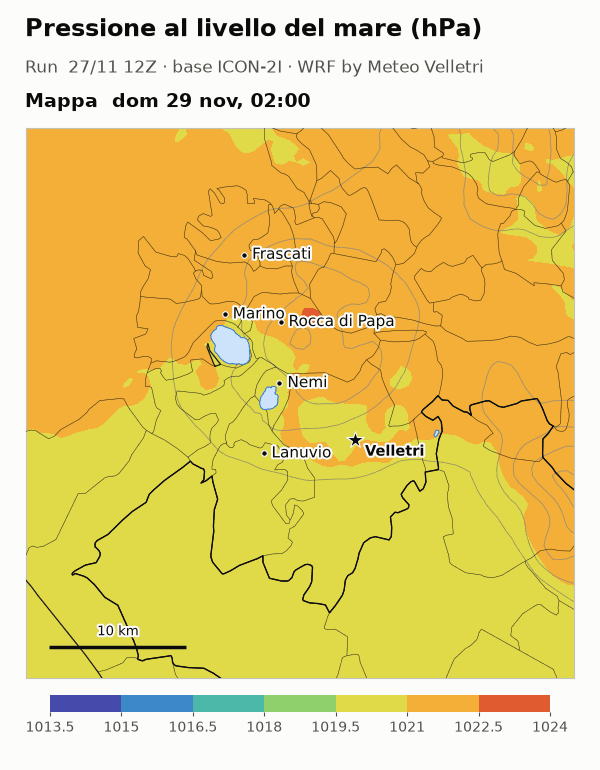 Pressione al livello del mare (hPa)
Run 27/11 12Z · base ICON-2I · WRF by Meteo Velletri
Mappa dom 29 nov, 02:00
Frascati
Marino
Rocca di Papa
Nemi
Velletri
Lanuvio
10 km
1013.5 1015 1016.5 1018 1019.5 1021 1022.5 1024